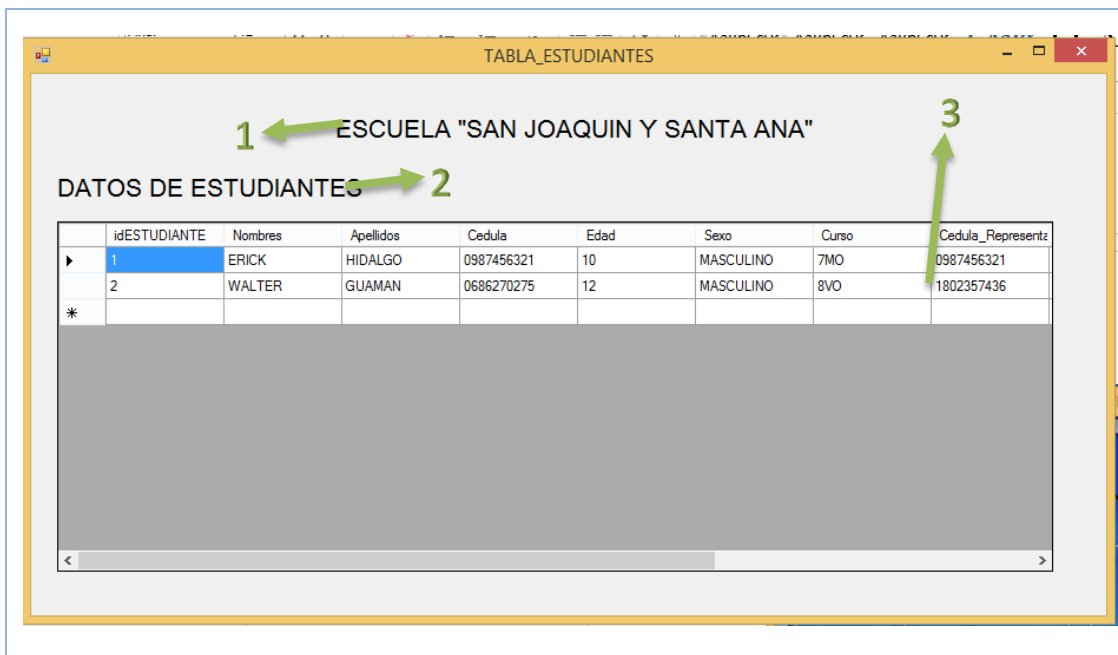 TABLA_ESTUDIANTES
1 ESCUELA "SAN JOAQUIN Y SANTA ANA" 3
DATOS DE ESTUDIANTES 2
idESTUDIANTE Nombres Apellidos Cedula Edad Sexo Curso Cedula_Representa
1 ERICK HIDALGO 0987456321 10 MASCULINO 7MO 0987456321
2 WALTER GUAMAN 0686270275 12 MASCULINO 8VO 1802357436